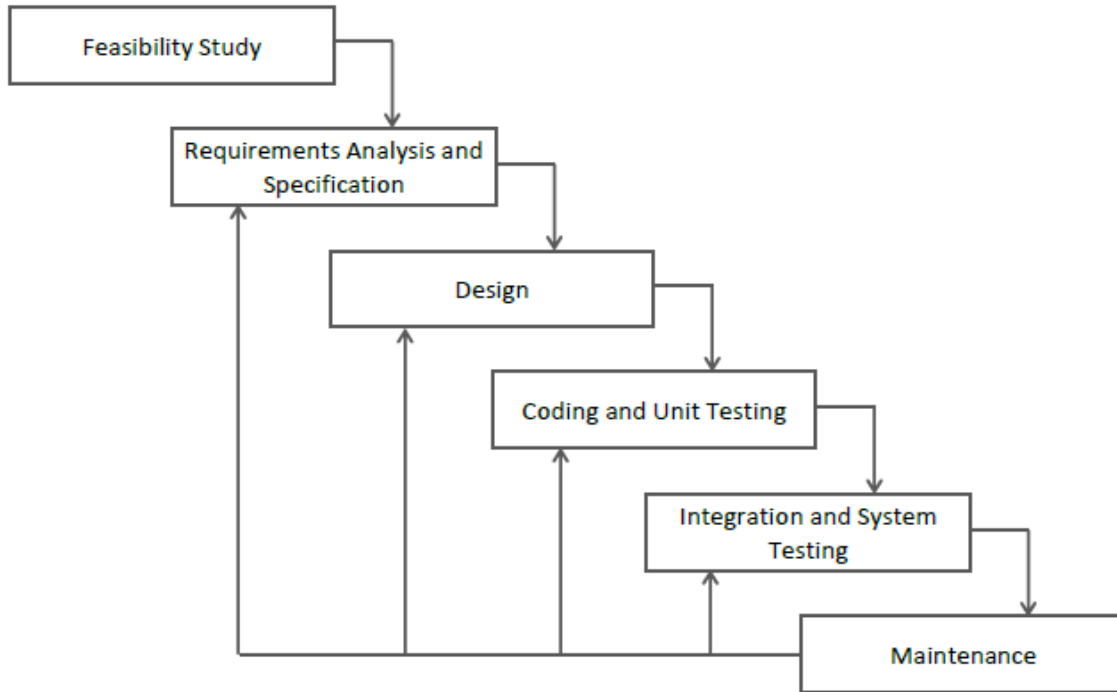 Feasibility Study
Requirements Analysis and
Specification
Design
Coding and Unit Testing
Integration and System
Testing
Maintenance